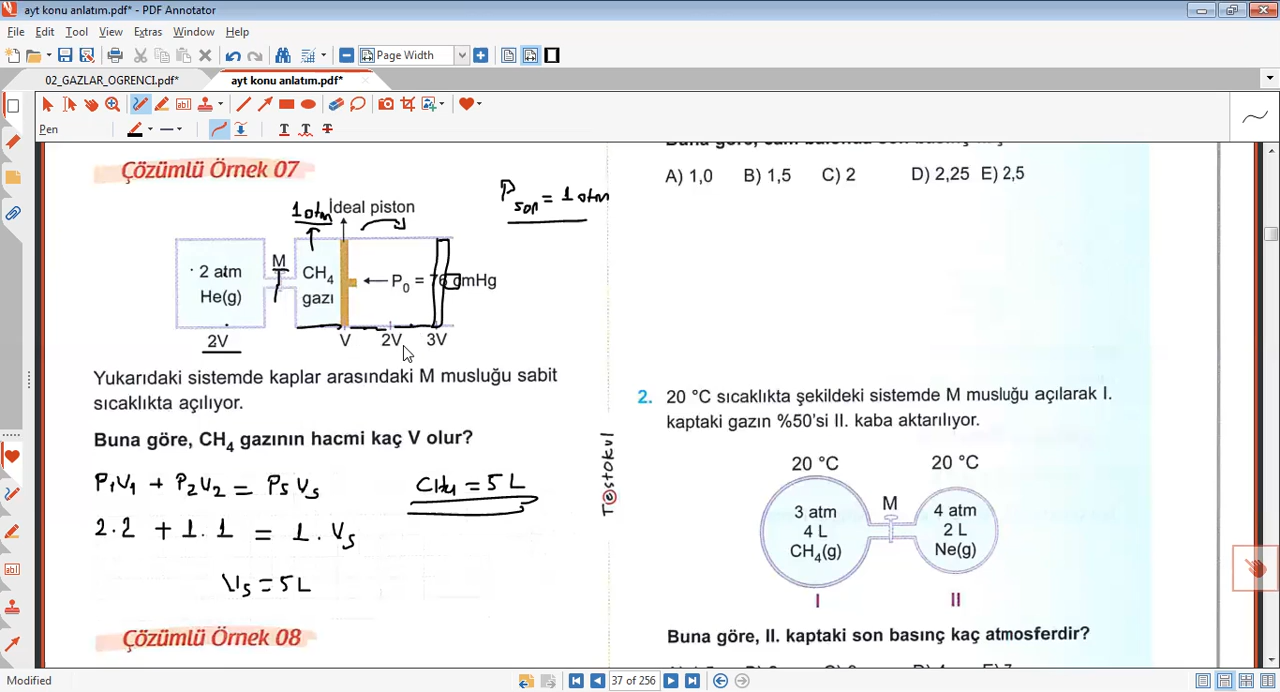 ayt konu anlatım.pdf* - PDF Annotator
File Edit Tool View Extras Window Help
Page Width
02_GAZLAR_OGRENCI.pdf* ayt konu anlatım.pdf*
Pen
Çözümlü Örnek 07
P son = 1 atm
1 atm
İdeal piston
2 atm
He(g)
M
CH4
gazı
P0 = 76 cmHg
2V
V 2V 3V
Yukarıdaki sistemde kaplar arasındaki M musluğu sabit
sıcaklıkta açılıyor.
Buna göre, CH4 gazının hacmi kaç V olur?
P1V1 + P2V2 = PsVs
CH4 = 5 L
2.2 + 1.1 = 1. Vs
Vs = 5L
Çözümlü Örnek 08
Testokul
A) 1,0 B) 1,5 C) 2 D) 2,25 E) 2,5
2. 20 °C sıcaklıkta şekildeki sistemde M musluğu açılarak I.
kaptaki gazın %50'si II. kaba aktarılıyor.
20 °C 20 °C
M
3 atm
4 L
CH4(g)
4 atm
2 L
Ne(g)
I II
Buna göre, II. kaptaki son basınç kaç atmosferdir?
Modified
37 of 256